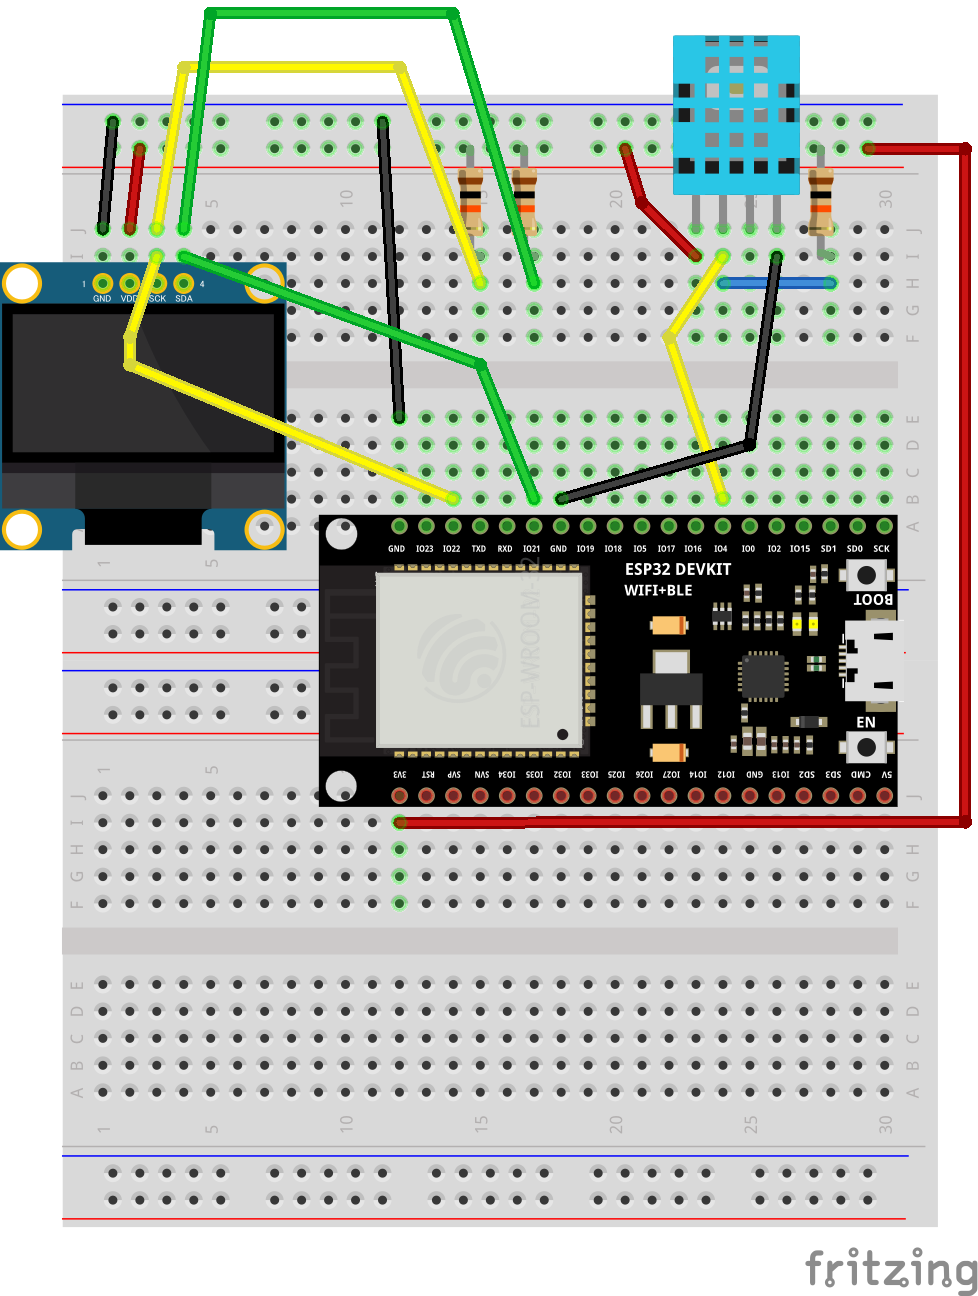 5
10
15
20
25
30
J
J
I
I
H
H
G
G
F
F
1
4
GND
VDD
SCK
SDA
E
D
C
B
A
GND IO23 IO22 TXD RXD IO21 GND IO19 IO18 IO5 IO17 IO16 IO4 IO0 IO2 IO15 SD1 SD0 SCK
1
5
ESP32 DEVKIT
WIFI+BLE
BOOT
ESP-WROOM-32
EN
3V3 RST SVP SVN IO34 IO35 IO32 IO33 IO25 IO26 IO27 IO14 IO12 GND IO13 SD2 SD3 CMD 5V
1
5
J
J
I
I
H
H
G
G
F
F
E
E
D
D
C
C
B
B
A
A
1
5
10
15
20
25
30
fritzing